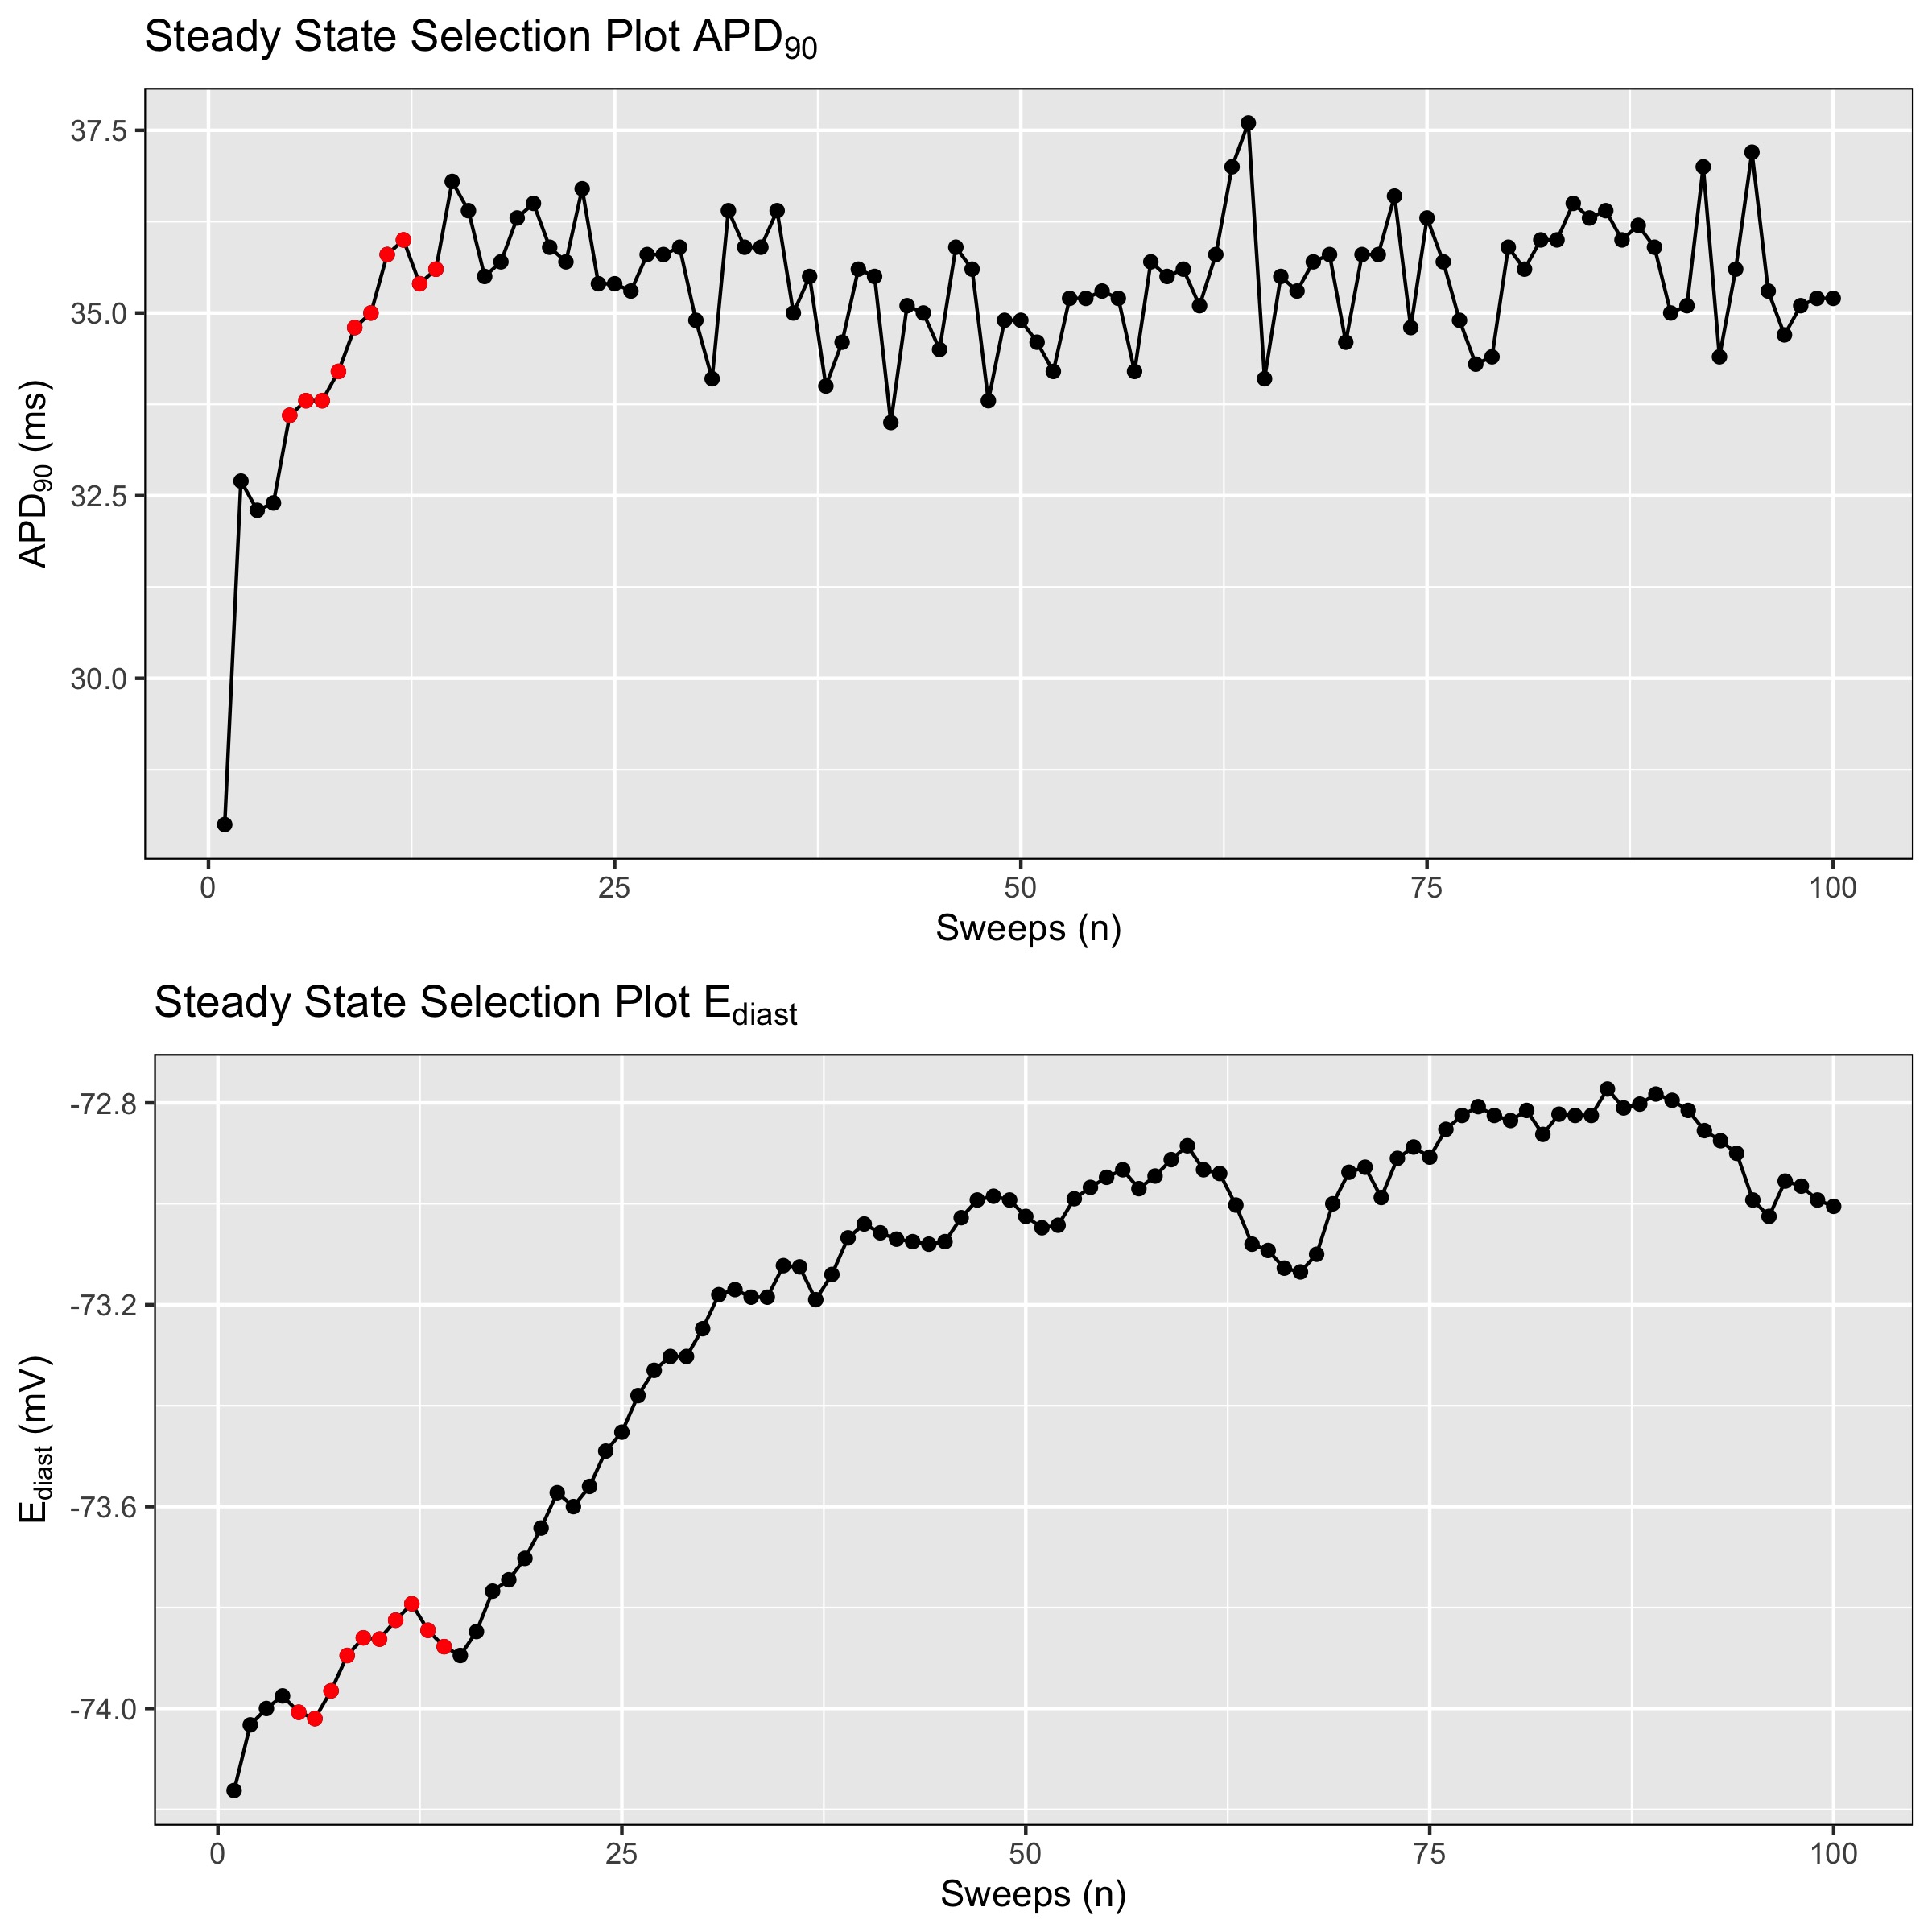 Steady State Selection Plot APD90
37.5
35.0
32.5
30.0
APD90 (ms)
0 25 50 75 100
Sweeps (n)
Steady State Selection Plot Ediast
-72.8
-73.2
-73.6
-74.0
Ediast (mV)
0 25 50 75 100
Sweeps (n)